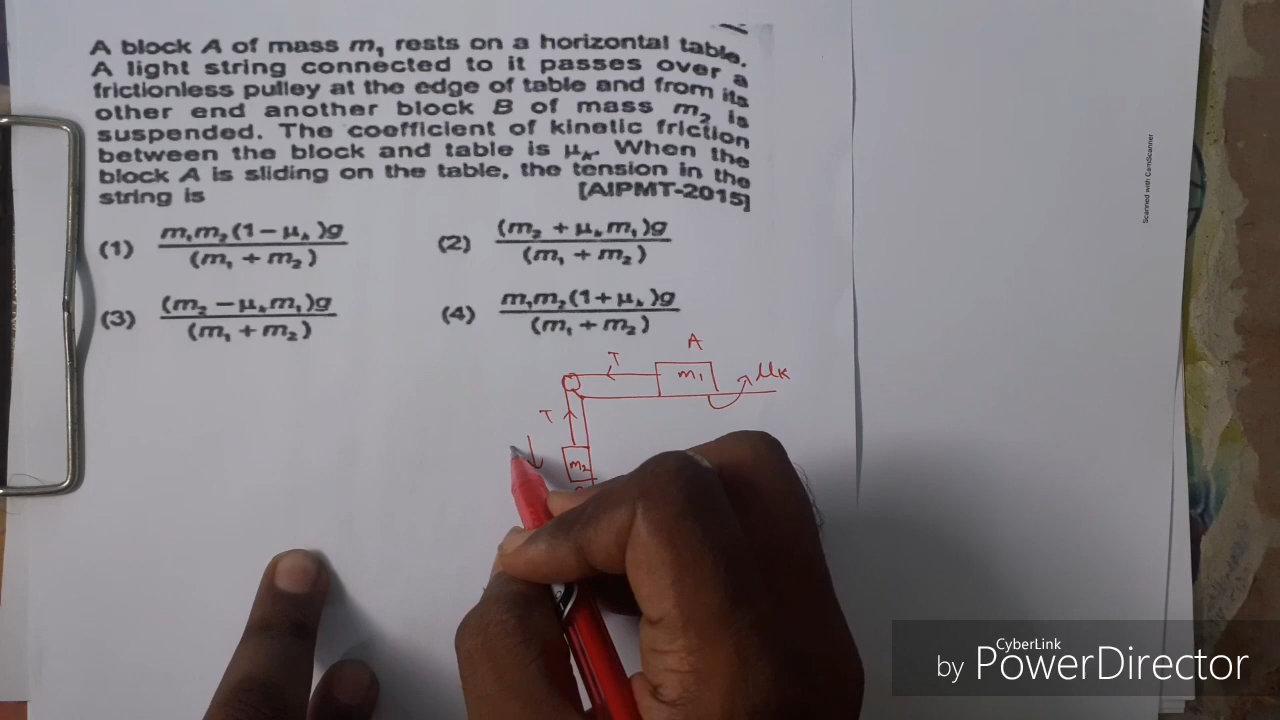 A block A of mass m₁ rests on a horizontal table.
A light string connected to it passes over a
frictionless pulley at the edge of table and from its
other end another block B of mass m₂ is
suspended. The coefficient of kinetic friction
between the block and table is μₖ. When the
block A is sliding on the table, the tension in the
string is [AIPMT-2015]
(1) m₁m₂(1−μₖ)g / (m₁ + m₂) (2) (m₂ + μₖm₁)g / (m₁ + m₂)
(3) (m₂ − μₖm₁)g / (m₁ + m₂) (4) m₁m₂(1+μₖ)g / (m₁ + m₂)
A
T m₁ μₖ
T
m₂
Scanned with CamScanner
CyberLink
by PowerDirector